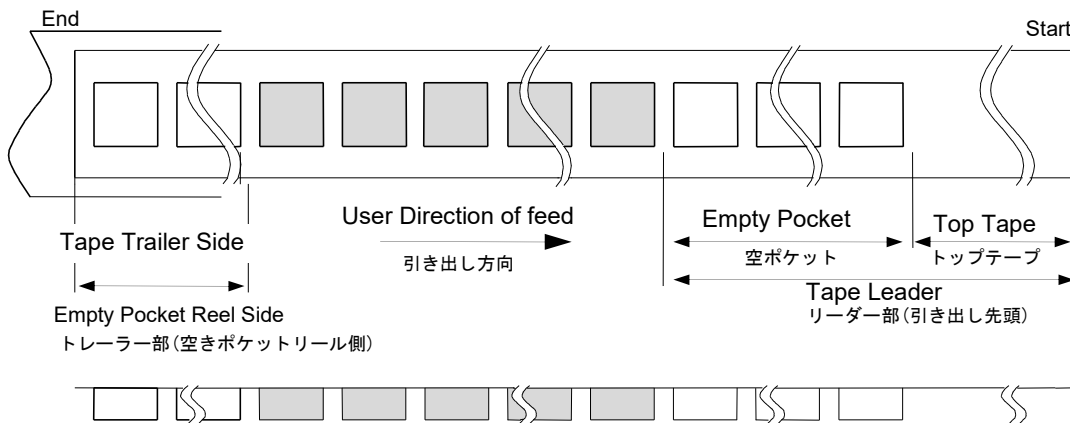 End
Start
Tape Trailer Side
User Direction of feed
引き出し方向
Empty Pocket
空ポケット
Top Tape
トップテープ
Tape Leader
リーダー部(引き出し先頭)
Empty Pocket Reel Side
トレーラー部(空きポケットリール側)